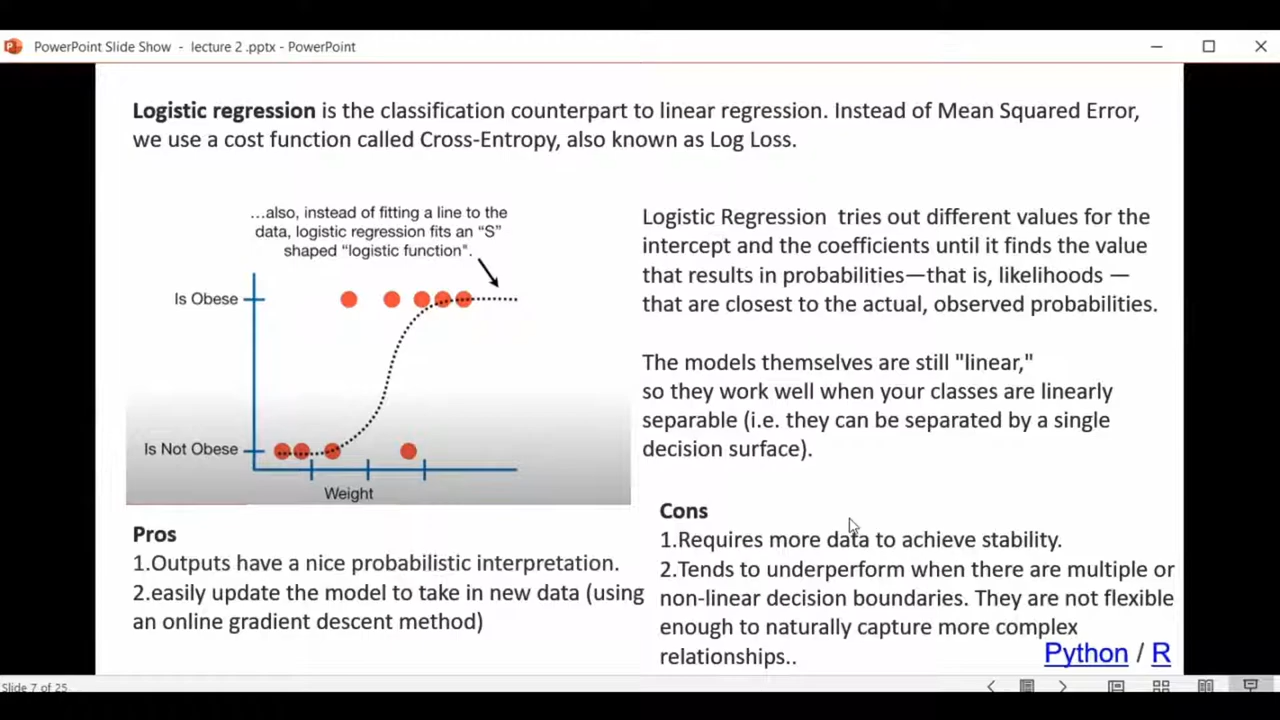 PowerPoint Slide Show - lecture 2 .pptx - PowerPoint
Logistic regression is the classification counterpart to linear regression. Instead of Mean Squared Error,
we use a cost function called Cross-Entropy, also known as Log Loss.
...also, instead of fitting a line to the
data, logistic regression fits an “S”
shaped “logistic function".
Is Obese
Is Not Obese
Weight
Logistic Regression tries out different values for the
intercept and the coefficients until it finds the value
that results in probabilities—that is, likelihoods —
that are closest to the actual, observed probabilities.
The models themselves are still "linear,"
so they work well when your classes are linearly
separable (i.e. they can be separated by a single
decision surface).
Pros
1.Outputs have a nice probabilistic interpretation.
2.easily update the model to take in new data (using
an online gradient descent method)
Cons
1.Requires more data to achieve stability.
2.Tends to underperform when there are multiple or
non-linear decision boundaries. They are not flexible
enough to naturally capture more complex
relationships..
Python / R
Slide 7 of 25